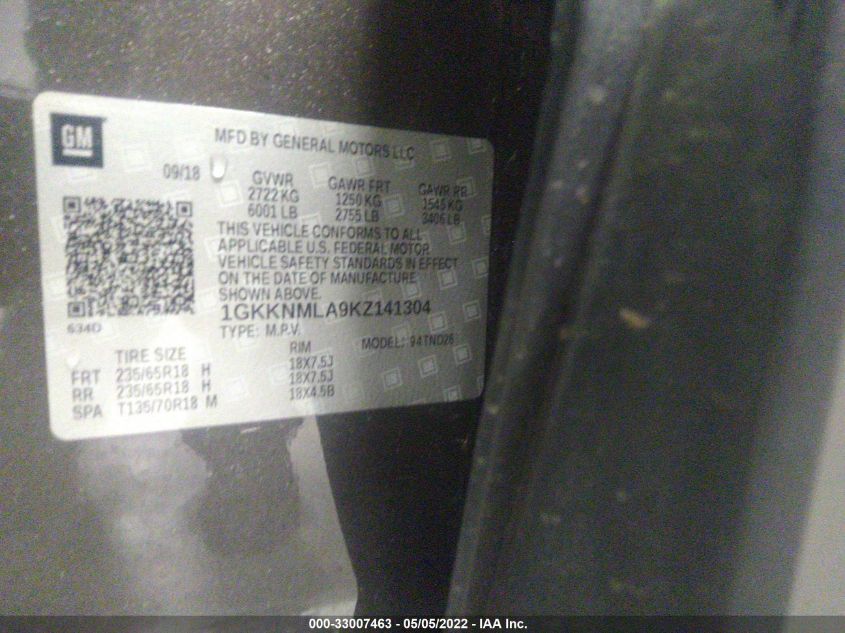 GM
MFD BY GENERAL MOTORS LLC
09/18
GVWR GAWR FRT GAWR RR
2722 KG 1250 KG 1545 KG
6001 LB 2755 LB 3406 LB
THIS VEHICLE CONFORMS TO ALL
APPLICABLE U.S. FEDERAL MOTOR
VEHICLE SAFETY STANDARDS IN EFFECT
ON THE DATE OF MANUFACTURE
SHOWN ABOVE.
1GKKNMLA9KZ141304
634D
TYPE: M.P.V. MODEL: 94TND26
TIRE SIZE RIM
FRT 235/65R18 H 18X7.5J
RR 235/65R18 H 18X7.5J
SPA T135/70R18 M 18X4.5B
000-33007463 - 05/05/2022 - IAA Inc.